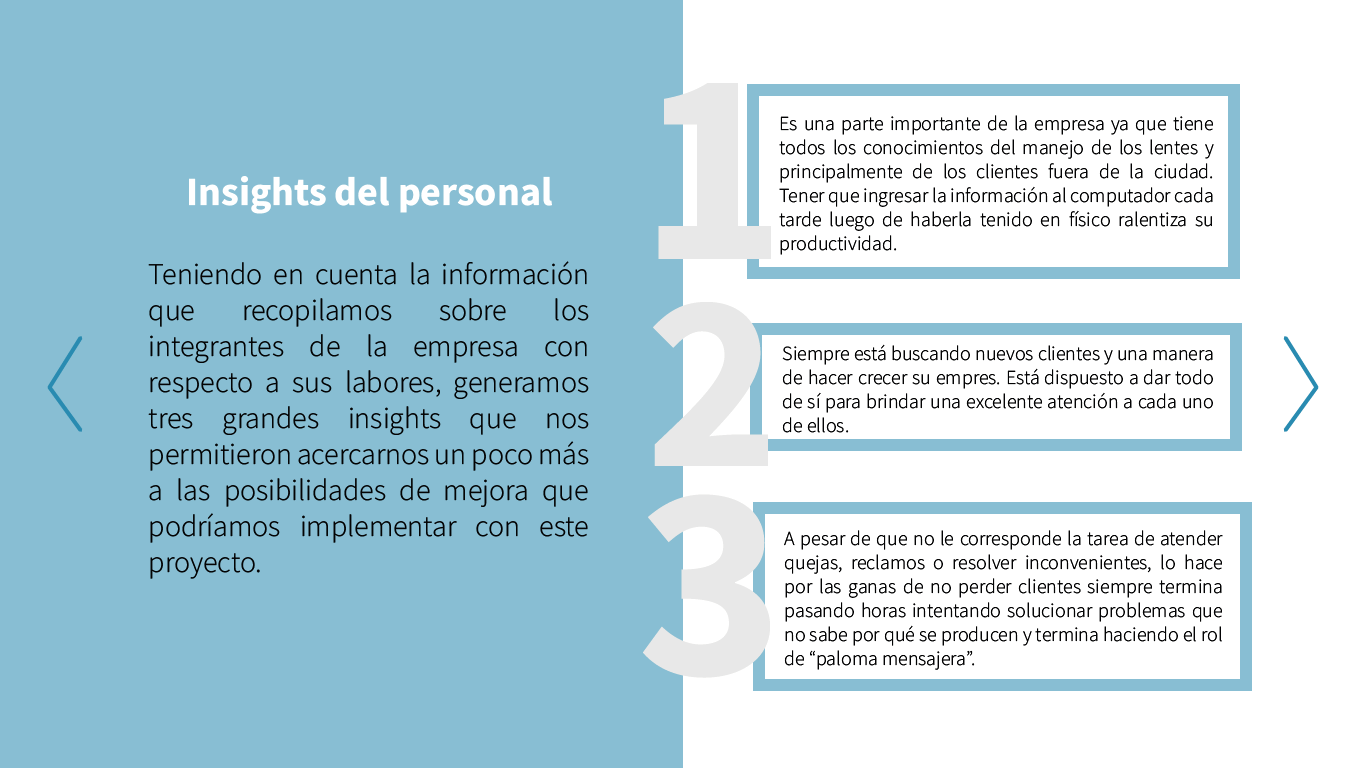 Insights del personal
Teniendo en cuenta la información
que recopilamos sobre los
integrantes de la empresa con
respecto a sus labores, generamos
tres grandes insights que nos
permitieron acercarnos un poco más
a las posibilidades de mejora que
podríamos implementar con este
proyecto.
1
Es una parte importante de la empresa ya que tiene
todos los conocimientos del manejo de los lentes y
principalmente de los clientes fuera de la ciudad.
Tener que ingresar la información al computador cada
tarde luego de haberla tenido en físico ralentiza su
productividad.
2
Siempre está buscando nuevos clientes y una manera
de hacer crecer su empres. Está dispuesto a dar todo
de sí para brindar una excelente atención a cada uno
de ellos.
3
A pesar de que no le corresponde la tarea de atender
quejas, reclamos o resolver inconvenientes, lo hace
por las ganas de no perder clientes siempre termina
pasando horas intentando solucionar problemas que
no sabe por qué se producen y termina haciendo el rol
de “paloma mensajera”.